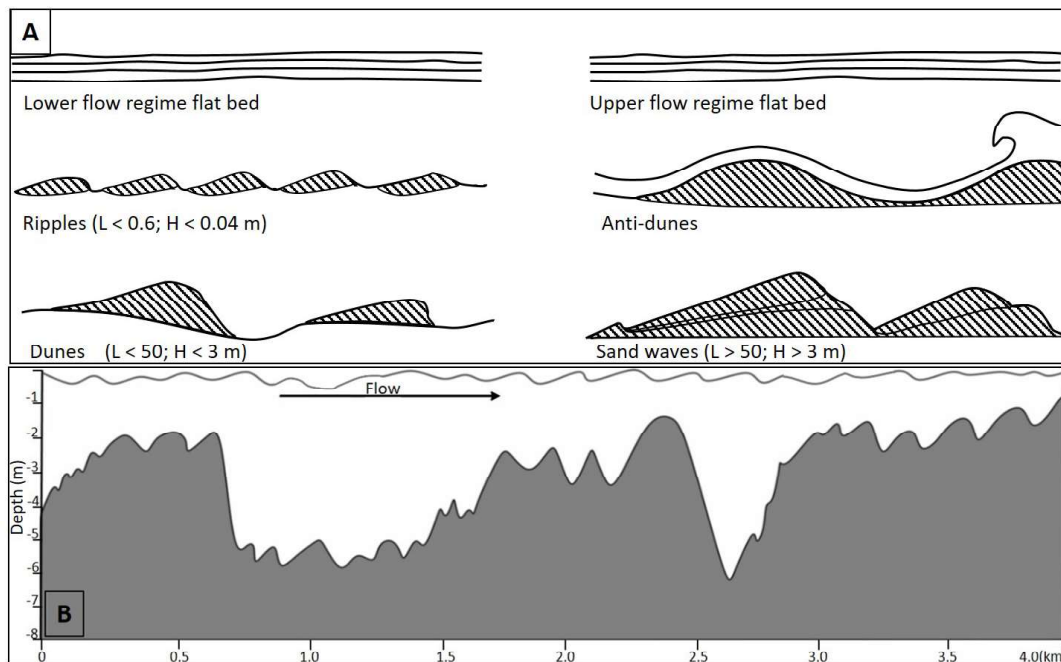 A
Lower flow regime flat bed
Upper flow regime flat bed
Ripples (L < 0.6; H < 0.04 m)
Anti-dunes
Dunes (L < 50; H < 3 m)
Sand waves (L > 50; H > 3 m)
Flow
Depth (m)
-1
-2
-3
-4
-5
-6
-7
-8
B
0 0.5 1.0 1.5 2.0 2.5 3.0 3.5 4.0(km